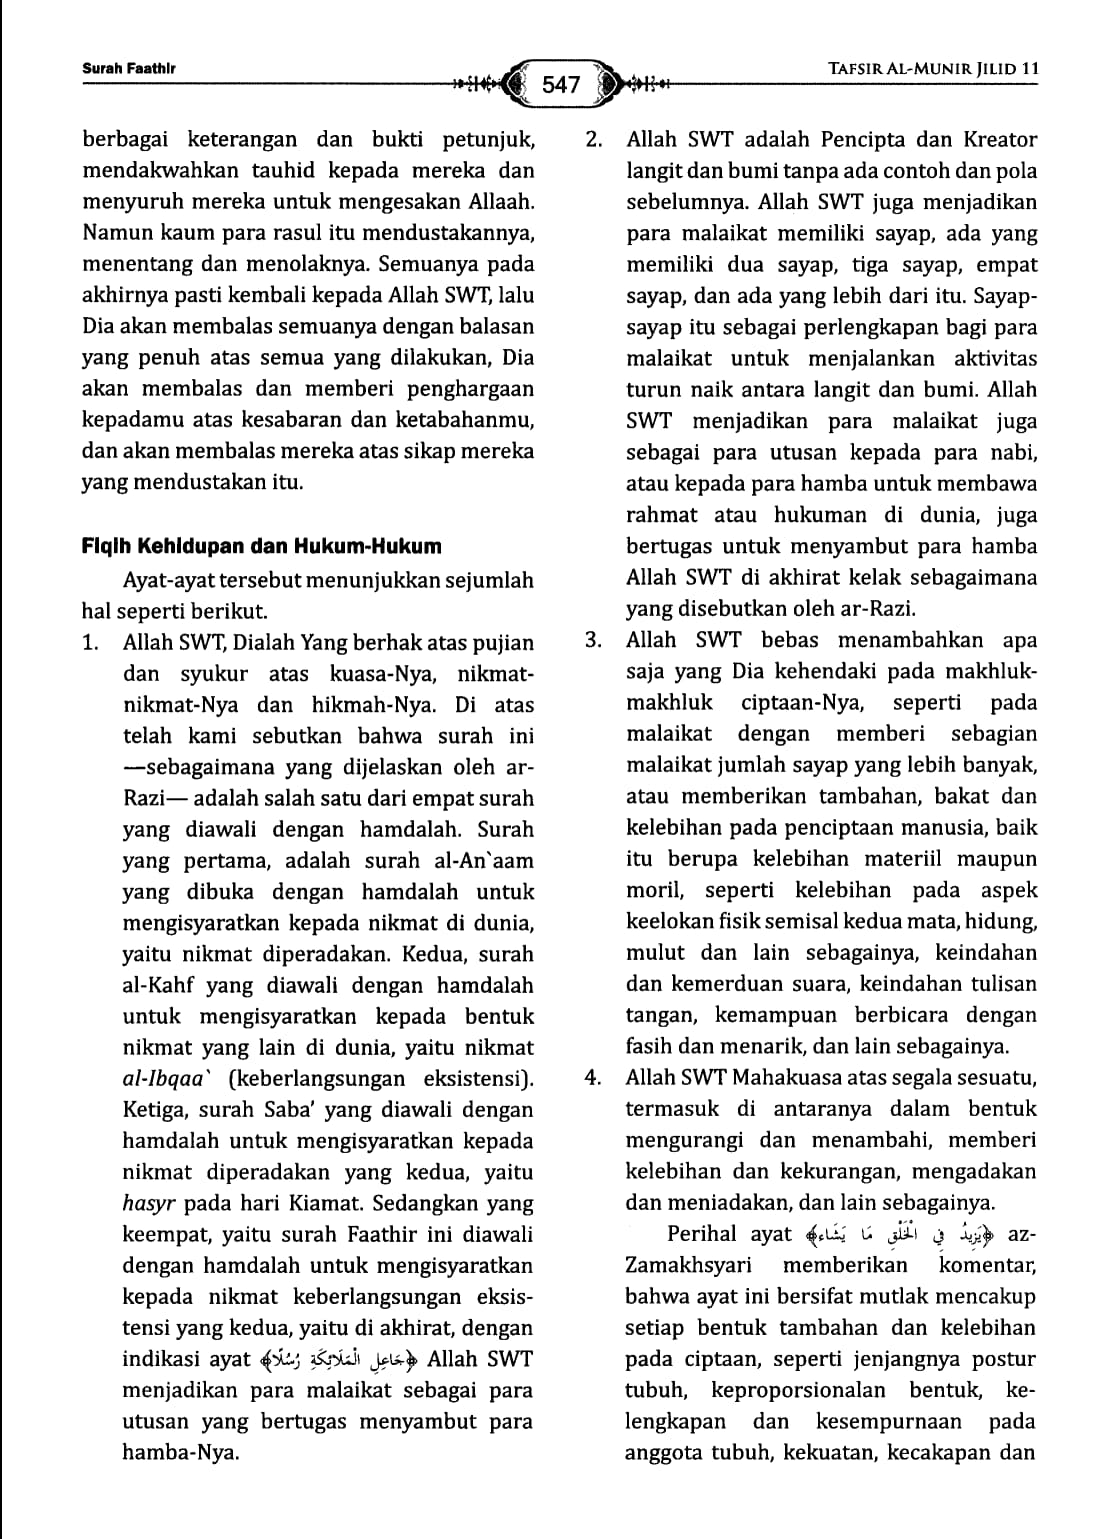 Surah Faathir
547
TAFSIR AL-MUNIR JILID 11
berbagai keterangan dan bukti petunjuk,
mendakwahkan tauhid kepada mereka dan
menyuruh mereka untuk mengesakan Allaah.
Namun kaum para rasul itu mendustakannya,
menentang dan menolaknya. Semuanya pada
akhirnya pasti kembali kepada Allah SWT, lalu
Dia akan membalas semuanya dengan balasan
yang penuh atas semua yang dilakukan, Dia
akan membalas dan memberi penghargaan
kepadamu atas kesabaran dan ketabahanmu,
dan akan membalas mereka atas sikap mereka
yang mendustakan itu.
Fiqih Kehidupan dan Hukum-Hukum
Ayat-ayat tersebut menunjukkan sejumlah
hal seperti berikut.
1. Allah SWT, Dialah Yang berhak atas pujian
dan syukur atas kuasa-Nya, nikmat-
nikmat-Nya dan hikmah-Nya. Di atas
telah kami sebutkan bahwa surah ini
—sebagaimana yang dijelaskan oleh ar-
Razi— adalah salah satu dari empat surah
yang diawali dengan hamdalah. Surah
yang pertama, adalah surah al-An`aam
yang dibuka dengan hamdalah untuk
mengisyaratkan kepada nikmat di dunia,
yaitu nikmat diperadakan. Kedua, surah
al-Kahf yang diawali dengan hamdalah
untuk mengisyaratkan kepada bentuk
nikmat yang lain di dunia, yaitu nikmat
al-Ibqaa` (keberlangsungan eksistensi).
Ketiga, surah Saba’ yang diawali dengan
hamdalah untuk mengisyaratkan kepada
nikmat diperadakan yang kedua, yaitu
hasyr pada hari Kiamat. Sedangkan yang
keempat, yaitu surah Faathir ini diawali
dengan hamdalah untuk mengisyaratkan
kepada nikmat keberlangsungan eksis-
tensi yang kedua, yaitu di akhirat, dengan
indikasi ayat ﴿جَاعِلِ الْمَلَائِكَةِ رُسُلًا﴾ Allah SWT
menjadikan para malaikat sebagai para
utusan yang bertugas menyambut para
hamba-Nya.
2. Allah SWT adalah Pencipta dan Kreator
langit dan bumi tanpa ada contoh dan pola
sebelumnya. Allah SWT juga menjadikan
para malaikat memiliki sayap, ada yang
memiliki dua sayap, tiga sayap, empat
sayap, dan ada yang lebih dari itu. Sayap-
sayap itu sebagai perlengkapan bagi para
malaikat untuk menjalankan aktivitas
turun naik antara langit dan bumi. Allah
SWT menjadikan para malaikat juga
sebagai para utusan kepada para nabi,
atau kepada para hamba untuk membawa
rahmat atau hukuman di dunia, juga
bertugas untuk menyambut para hamba
Allah SWT di akhirat kelak sebagaimana
yang disebutkan oleh ar-Razi.
3. Allah SWT bebas menambahkan apa
saja yang Dia kehendaki pada makhluk-
makhluk ciptaan-Nya, seperti pada
malaikat dengan memberi sebagian
malaikat jumlah sayap yang lebih banyak,
atau memberikan tambahan, bakat dan
kelebihan pada penciptaan manusia, baik
itu berupa kelebihan materiil maupun
moril, seperti kelebihan pada aspek
keelokan fisik semisal kedua mata, hidung,
mulut dan lain sebagainya, keindahan
dan kemerduan suara, keindahan tulisan
tangan, kemampuan berbicara dengan
fasih dan menarik, dan lain sebagainya.
4. Allah SWT Mahakuasa atas segala sesuatu,
termasuk di antaranya dalam bentuk
mengurangi dan menambahi, memberi
kelebihan dan kekurangan, mengadakan
dan meniadakan, dan lain sebagainya.
Perihal ayat ﴿يَزِيدُ فِي الْخَلْقِ مَا يَشَاء﴾ az-
Zamakhsyari memberikan komentar,
bahwa ayat ini bersifat mutlak mencakup
setiap bentuk tambahan dan kelebihan
pada ciptaan, seperti jenjangnya postur
tubuh, keproporsionalan bentuk, ke-
lengkapan dan kesempurnaan pada
anggota tubuh, kekuatan, kecakapan dan